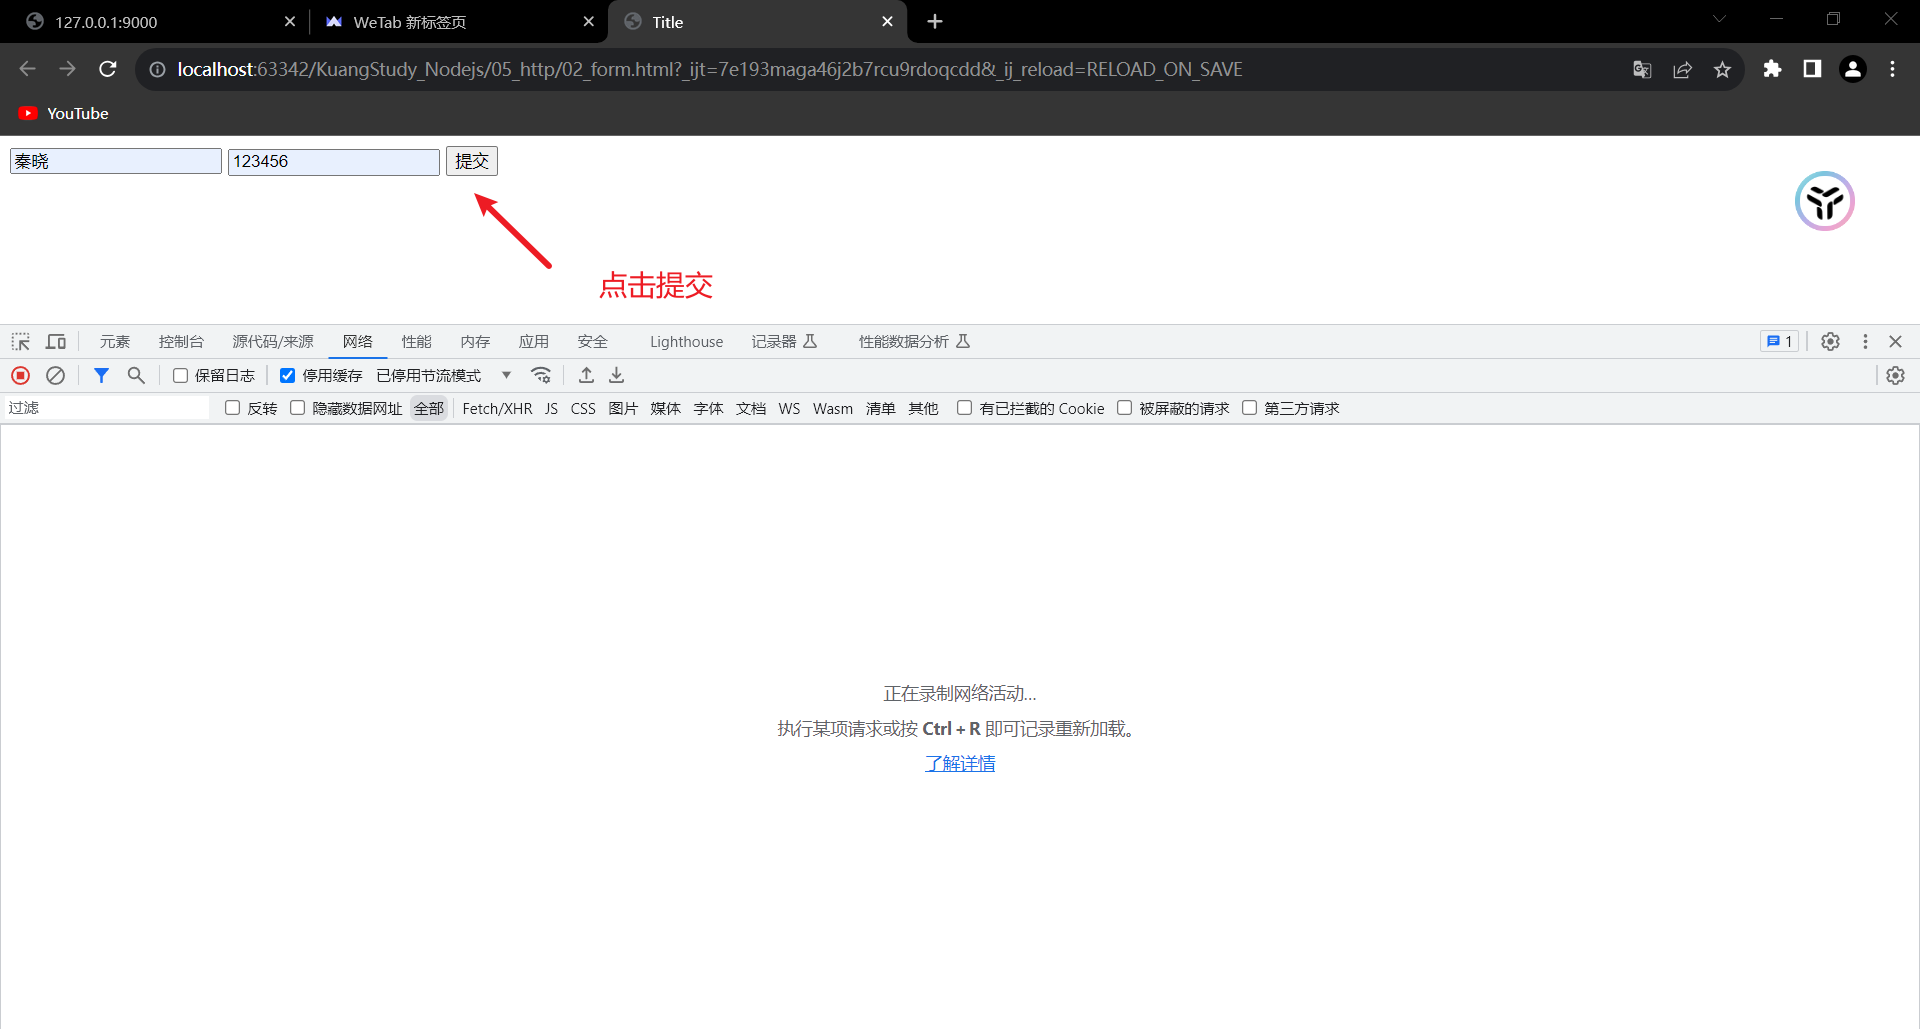 127.0.0.1:9000
WeTab 新标签页
Title
localhost:63342/KuangStudy_Nodejs/05_http/02_form.html?_ijt=7e193maga46j2b7rcu9rdoqcdd&_ij_reload=RELOAD_ON_SAVE
YouTube
秦晓 123456 提交
点击提交
元素 控制台 源代码/来源 网络 性能 内存 应用 安全 Lighthouse 记录器 性能数据分析 1
保留日志 停用缓存 已停用节流模式
过滤 反转 隐藏数据网址 全部 Fetch/XHR JS CSS 图片 媒体 字体 文档 WS Wasm 清单 其他 有已拦截的 Cookie 被屏蔽的请求 第三方请求
正在录制网络活动...
执行某项请求或按 Ctrl + R 即可记录重新加载。
了解详情